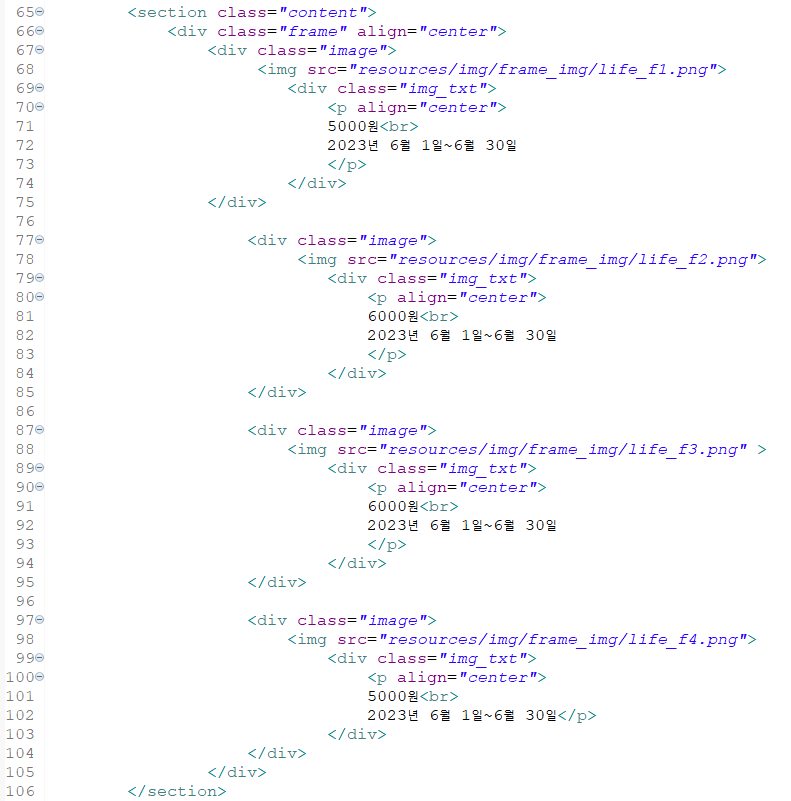 65 <section class="content">
66 <div class="frame" align="center">
67 <div class="image">
68 <img src="resources/img/frame_img/life_f1.png">
69 <div class="img_txt">
70 <p align="center">
71 5000원<br>
72 2023년 6월 1일~6월 30일
73 </p>
74 </div>
75 </div>
76
77 <div class="image">
78 <img src="resources/img/frame_img/life_f2.png">
79 <div class="img_txt">
80 <p align="center">
81 6000원<br>
82 2023년 6월 1일~6월 30일
83 </p>
84 </div>
85 </div>
86
87 <div class="image">
88 <img src="resources/img/frame_img/life_f3.png" >
89 <div class="img_txt">
90 <p align="center">
91 6000원<br>
92 2023년 6월 1일~6월 30일
93 </p>
94 </div>
95 </div>
96
97 <div class="image">
98 <img src="resources/img/frame_img/life_f4.png">
99 <div class="img_txt">
100 <p align="center">
101 5000원<br>
102 2023년 6월 1일~6월 30일</p>
103 </div>
104 </div>
105 </div>
106 </section>